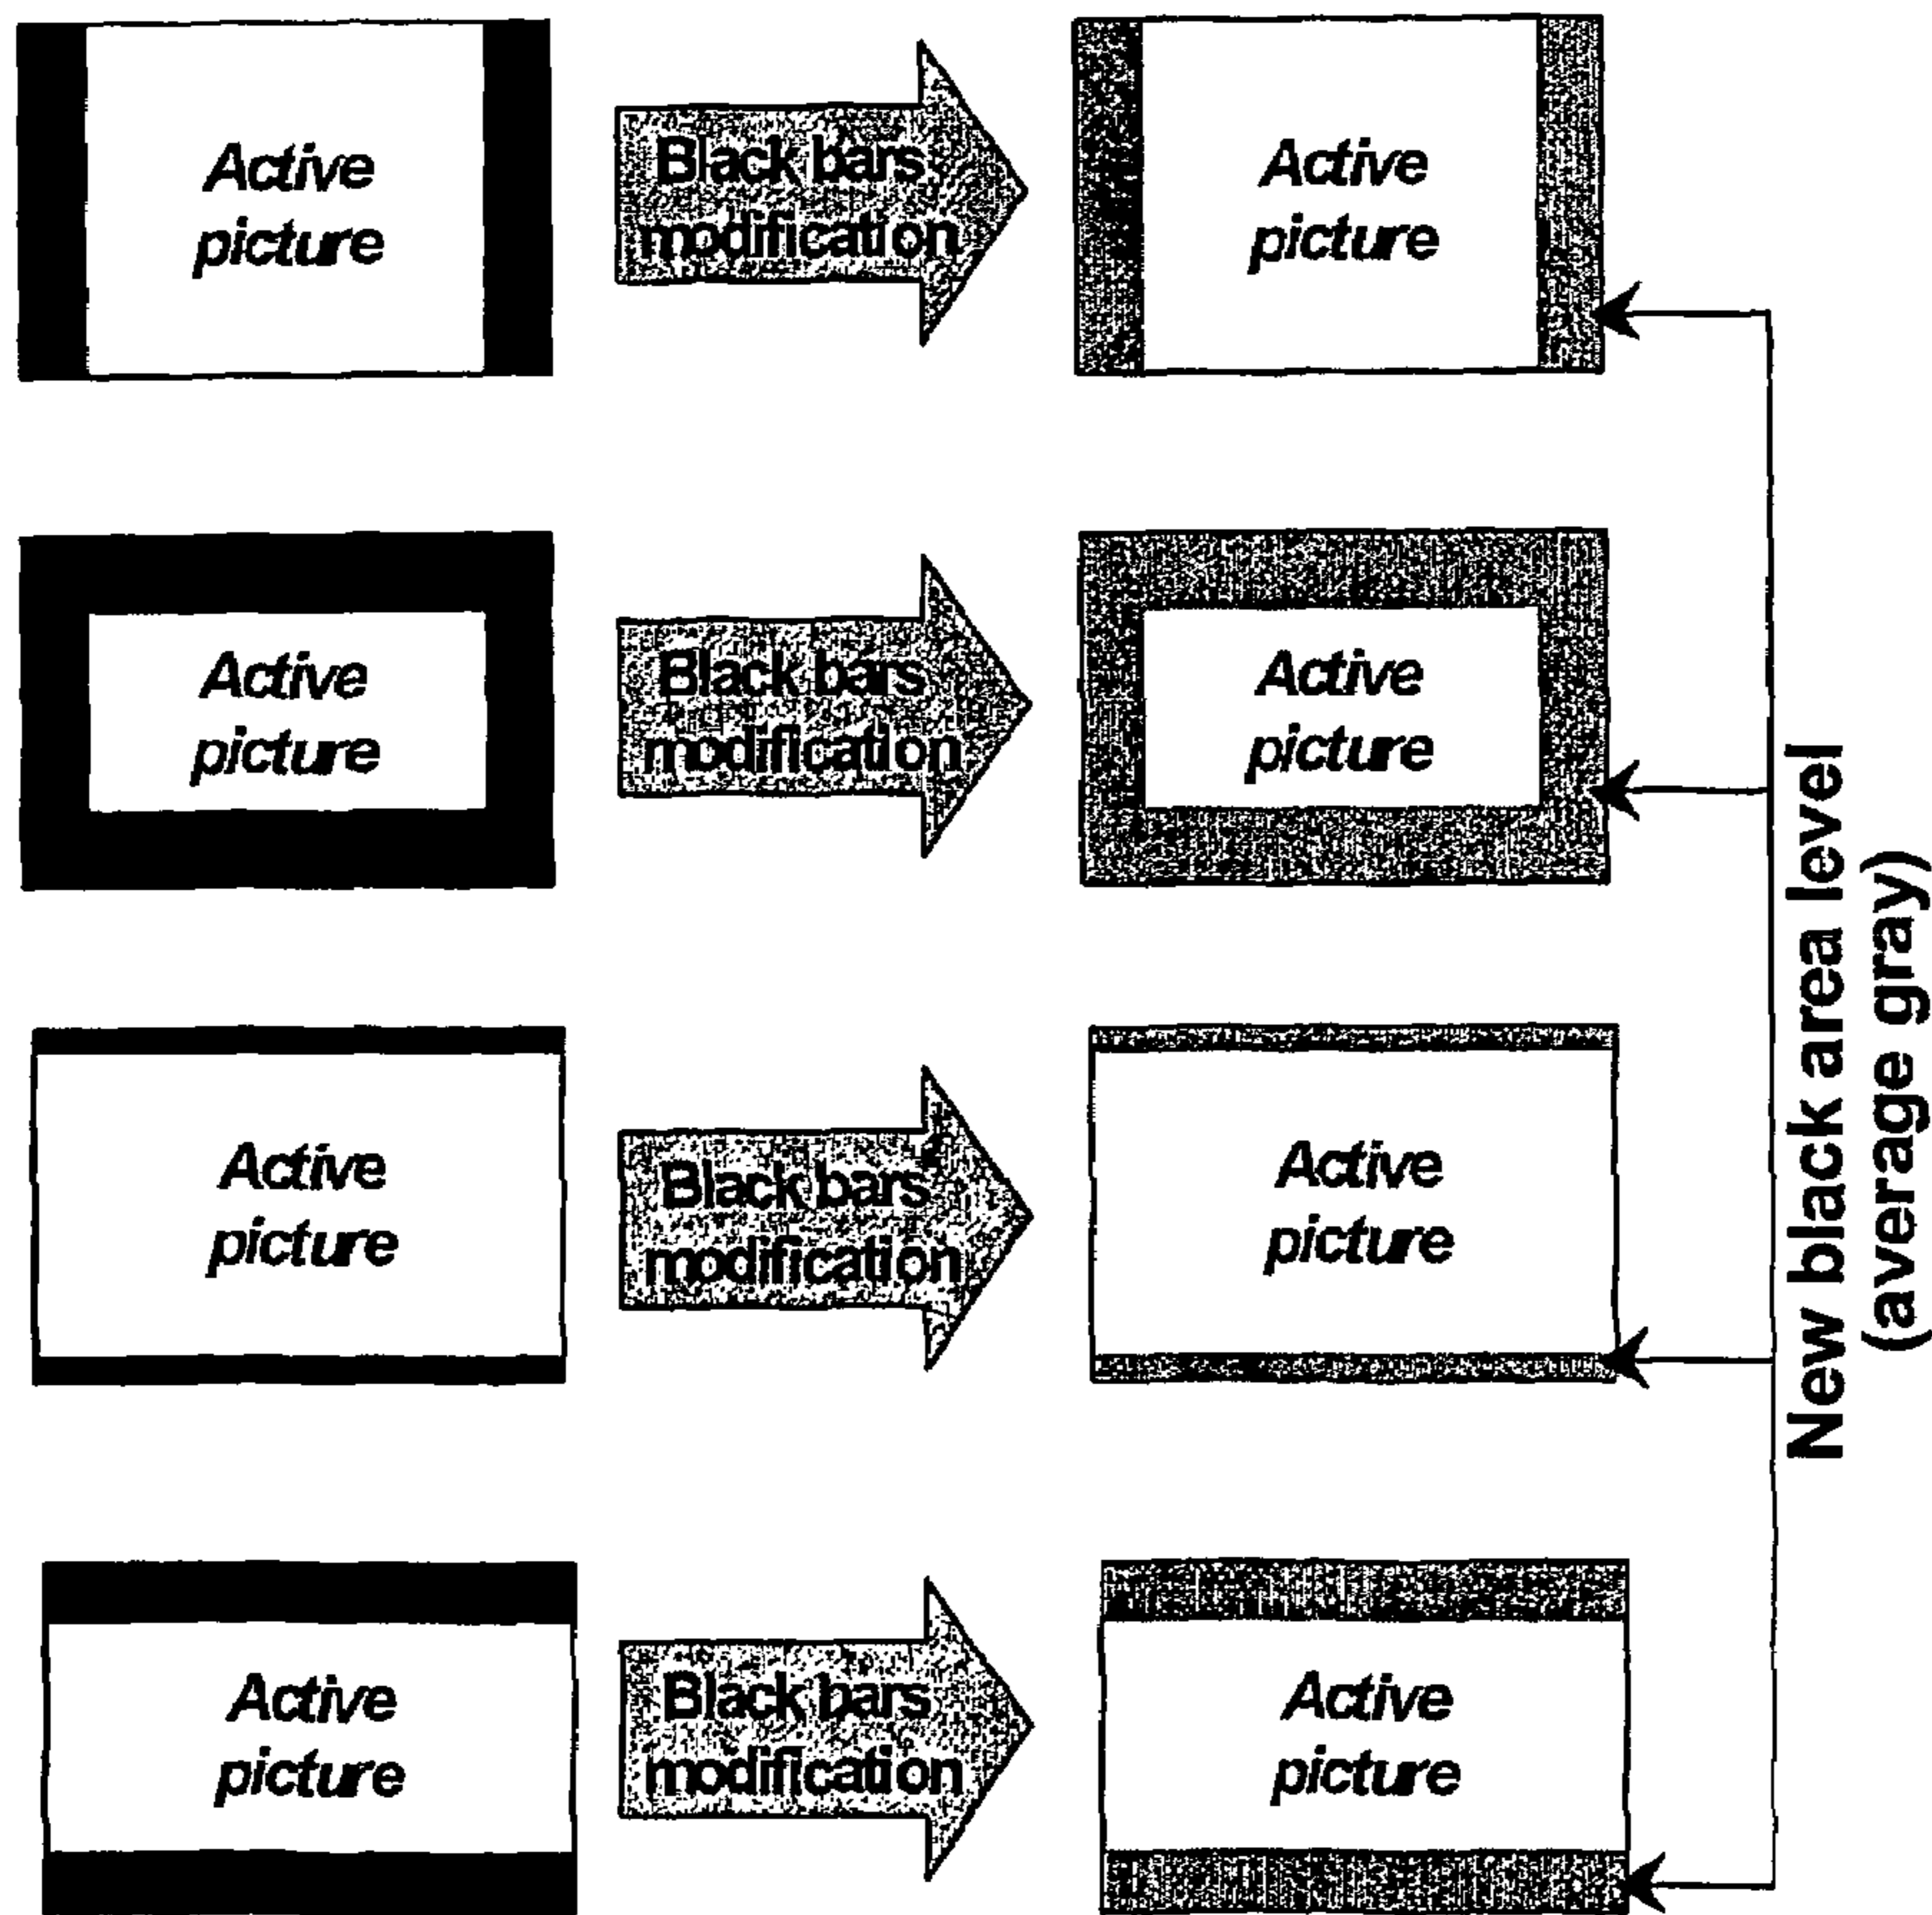 Active
picture
Black bars
modification
Active
picture
Active
picture
Black bars
modification
Active
picture
Active
picture
Black bars
modification
Active
picture
Active
picture
Black bars
modification
Active
picture
New black area level
(average gray)